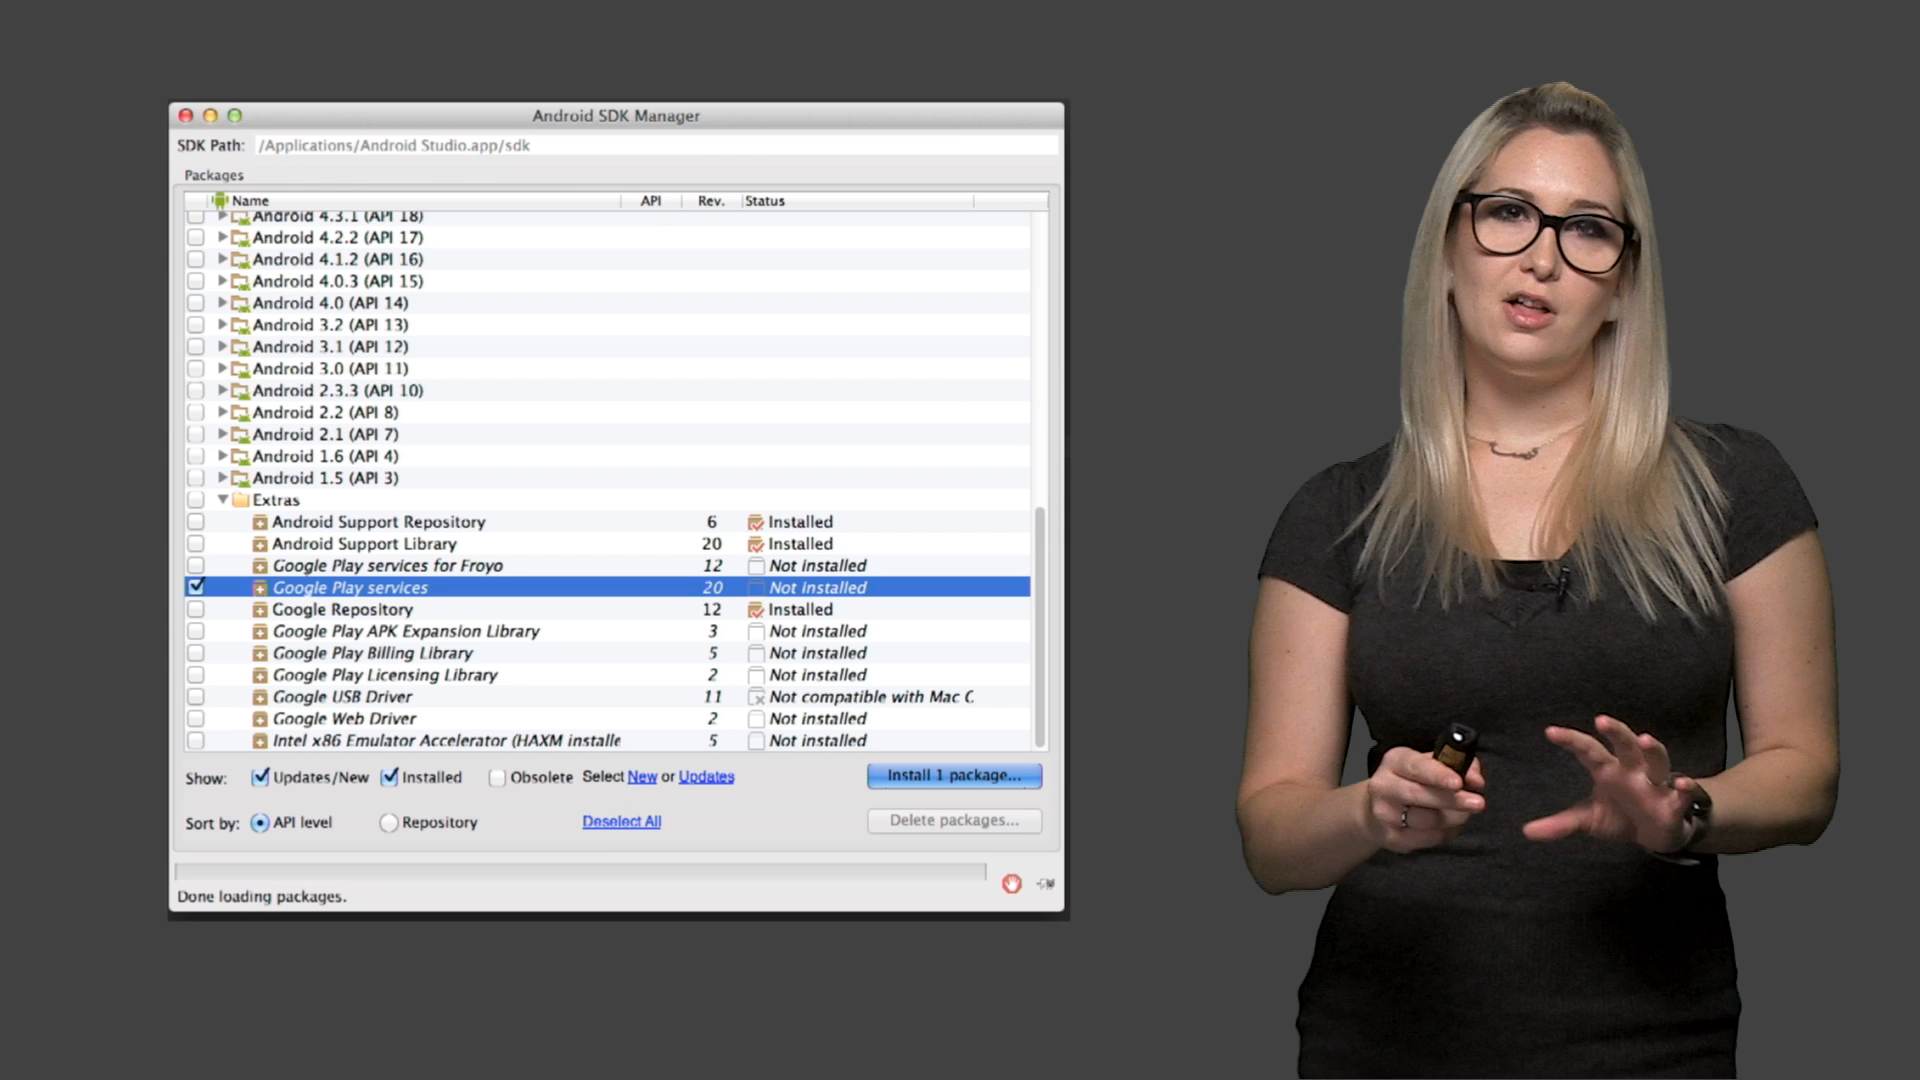 Android SDK Manager
SDK Path: /Applications/Android Studio.app/sdk
Packages
Name API Rev. Status
Android 4.3.1 (API 18)
Android 4.2.2 (API 17)
Android 4.1.2 (API 16)
Android 4.0.3 (API 15)
Android 4.0 (API 14)
Android 3.2 (API 13)
Android 3.1 (API 12)
Android 3.0 (API 11)
Android 2.3.3 (API 10)
Android 2.2 (API 8)
Android 2.1 (API 7)
Android 1.6 (API 4)
Android 1.5 (API 3)
Extras
Android Support Repository 6 Installed
Android Support Library 20 Installed
Google Play services for Froyo 12 Not installed
Google Play services 20 Not installed
Google Repository 12 Installed
Google Play APK Expansion Library 3 Not installed
Google Play Billing Library 5 Not installed
Google Play Licensing Library 2 Not installed
Google USB Driver 11 Not compatible with Mac C
Google Web Driver 2 Not installed
Intel x86 Emulator Accelerator (HAXM installe 5 Not installed
Show: Updates/New Installed Obsolete Select New or Updates Install 1 package...
Sort by: API level Repository Deselect All Delete packages...
Done loading packages.